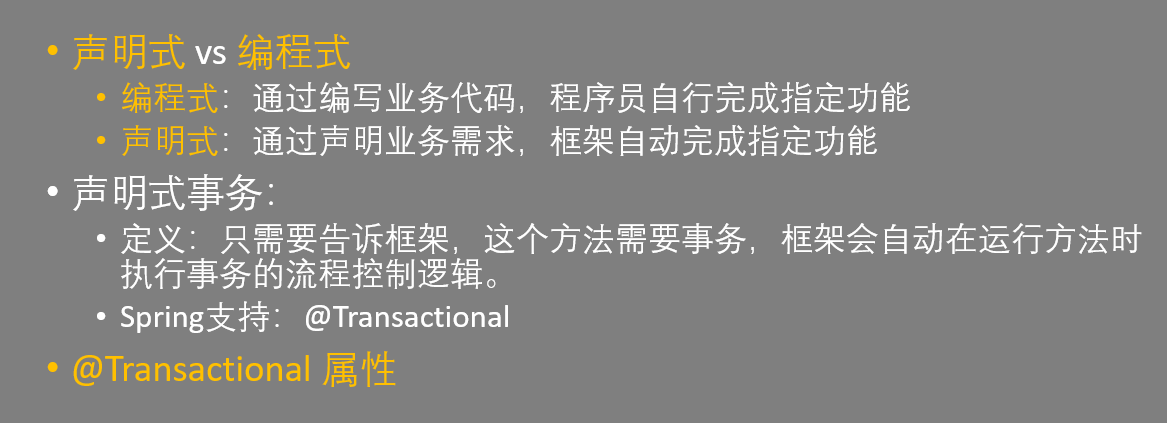 • 声明式 vs 编程式
• 编程式：通过编写业务代码，程序员自行完成指定功能
• 声明式：通过声明业务需求，框架自动完成指定功能
• 声明式事务：
• 定义：只需要告诉框架，这个方法需要事务，框架会自动在运行方法时
执行事务的流程控制逻辑。
• Spring支持：@Transactional
• @Transactional 属性